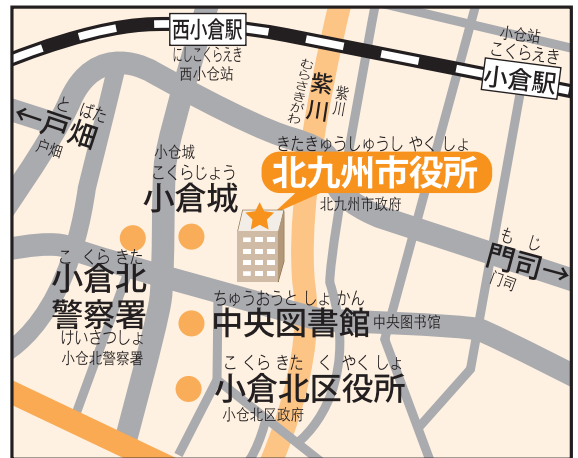 西小倉駅
にしこくらえき
西小仓站
小仓站
こくらえき
小倉駅
むらさきがわ
紫川
紫川
と ばた
←戸畑
户畑
きたきゅうしゅうし やく しょ
北九州市役所
北九州市政府
小仓城
こくらじょう
小倉城
も じ
門司→
门司
こ くら きた
小倉北
警察署
けいさつしょ
小仓北警察署
ちゅうおうと しょ かん
中央図書館
中央图书馆
こ くら きた く やく しょ
小倉北区役所
小仓北区政府